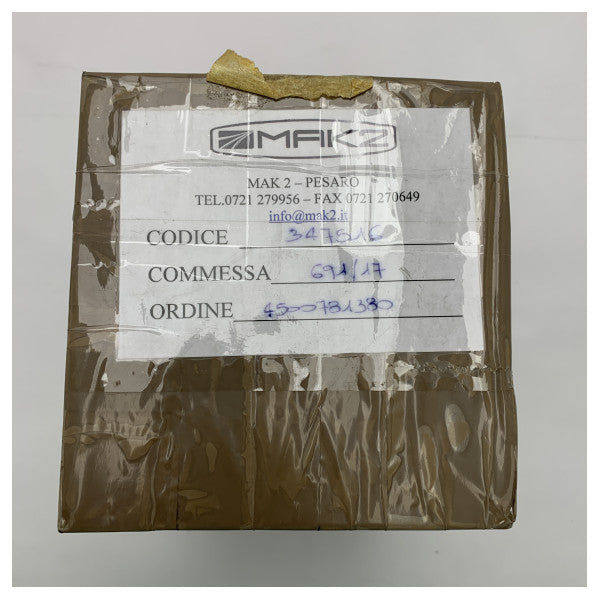 MAK2
MAK 2 – PESARO
TEL.0721 279956 – FAX 0721 270649
info@mak2.it
CODICE 347516
COMMESSA 691/17
ORDINE 4500731330